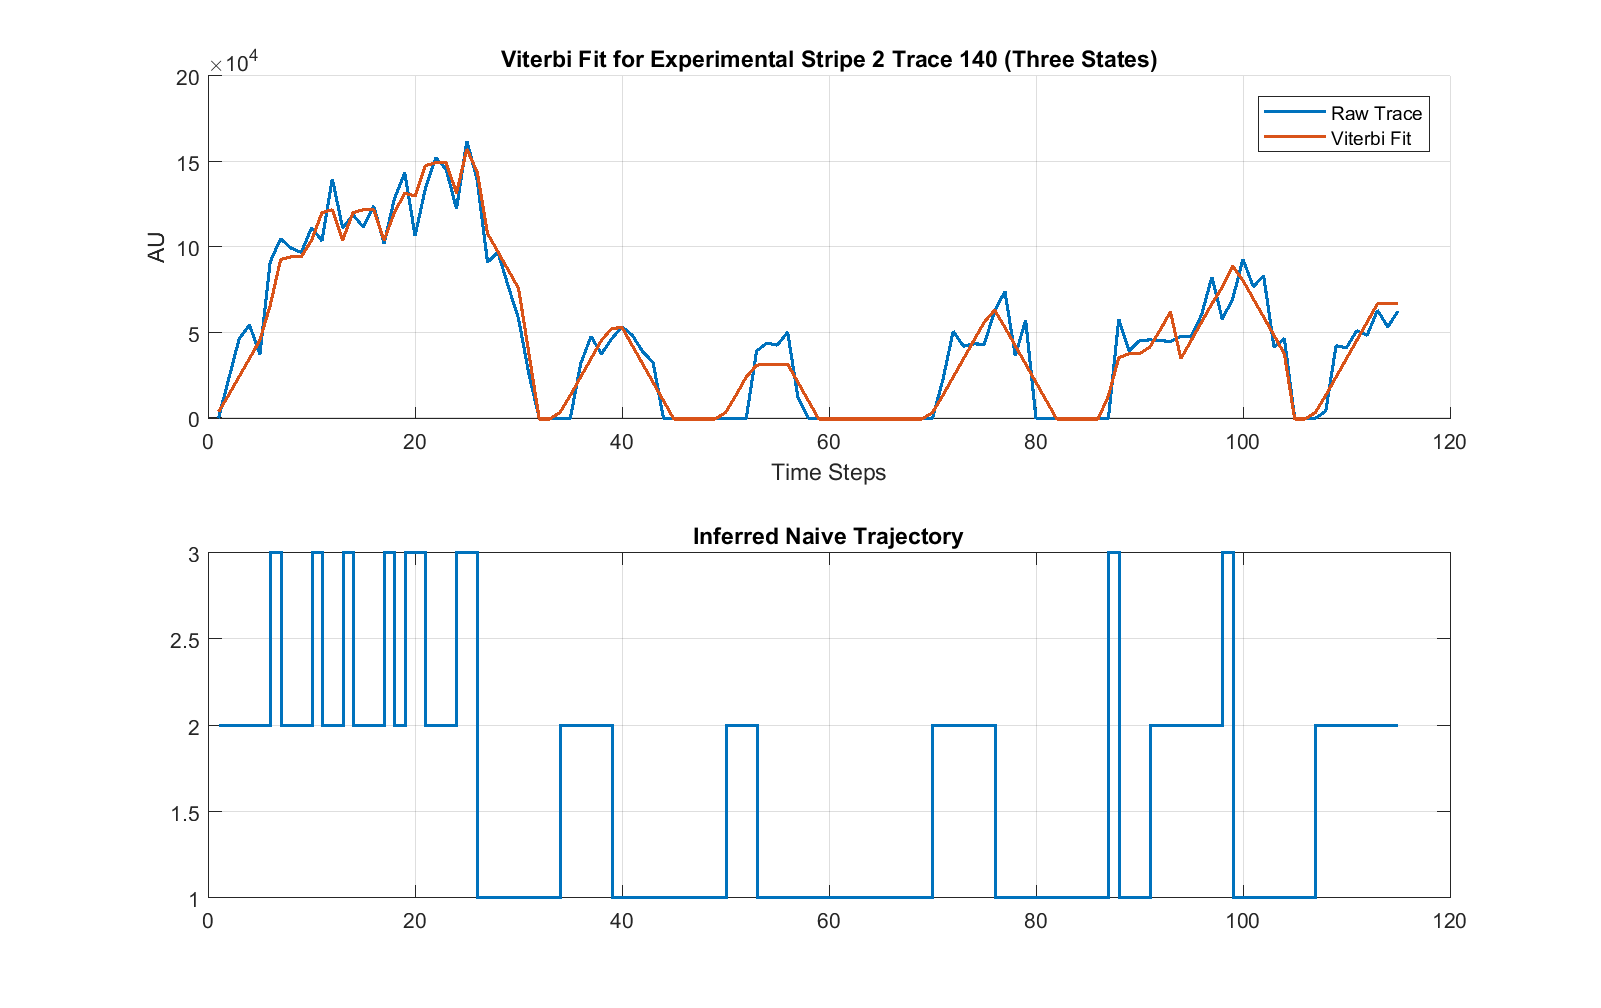 Viterbi Fit for Experimental Stripe 2 Trace 140 (Three States)
×10^4
20
15
10
5
0
AU
Raw Trace
Viterbi Fit
0 20 40 60 80 100 120
Time Steps
Inferred Naive Trajectory
3
2.5
2
1.5
1
0 20 40 60 80 100 120